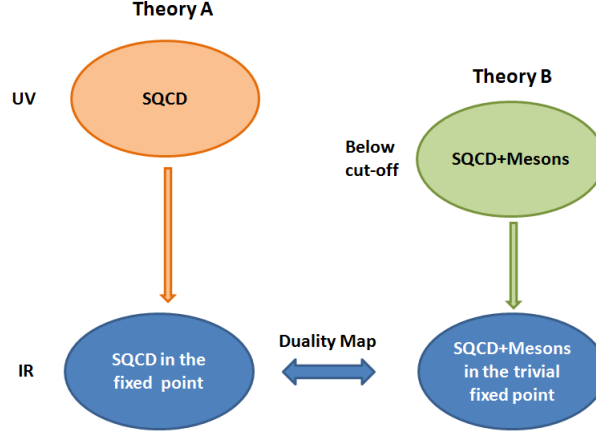 Theory A
UV
SQCD
Theory B
Below
cut-off
SQCD+Mesons
IR
SQCD in the
fixed point
Duality Map
SQCD+Mesons
in the trivial
fixed point